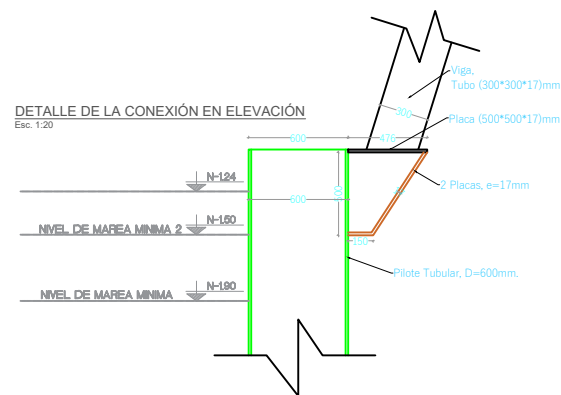 Viga,
Tubo (300*300*17)mm
DETALLE DE LA CONEXIÓN EN ELEVACIÓN
Esc. 1:20
300
Placa (500*500*17)mm
600
476
N-1.24
2 Placas, e=17mm
600
N-1.50
NIVEL DE MAREA MINIMA 2
150
Pilote Tubular, D=600mm.
N-1.90
NIVEL DE MAREA MINIMA